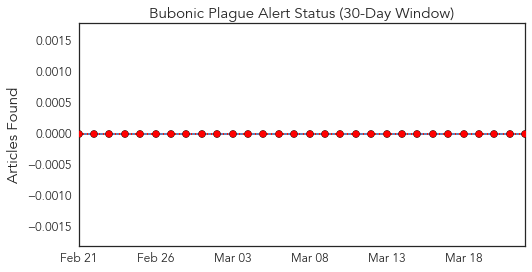 Bubonic Plague Alert Status (30-Day Window)
Articles Found
0.0015
0.0010
0.0005
0.0000
−0.0005
−0.0010
−0.0015
Feb 21
Feb 26
Mar 03
Mar 08
Mar 13
Mar 18